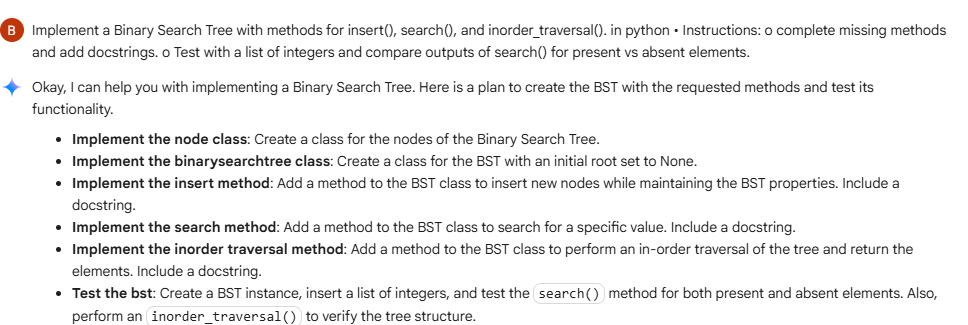 B
Implement a Binary Search Tree with methods for insert(), search(), and inorder_traversal(). in python • Instructions: o complete missing methods
and add docstrings. o Test with a list of integers and compare outputs of search() for present vs absent elements.
Okay, I can help you with implementing a Binary Search Tree. Here is a plan to create the BST with the requested methods and test its
functionality.
• Implement the node class: Create a class for the nodes of the Binary Search Tree.
• Implement the binarysearchtree class: Create a class for the BST with an initial root set to None.
• Implement the insert method: Add a method to the BST class to insert new nodes while maintaining the BST properties. Include a
docstring.
• Implement the search method: Add a method to the BST class to search for a specific value. Include a docstring.
• Implement the inorder traversal method: Add a method to the BST class to perform an in-order traversal of the tree and return the
elements. Include a docstring.
• Test the bst: Create a BST instance, insert a list of integers, and test the search() method for both present and absent elements. Also,
perform an inorder_traversal() to verify the tree structure.